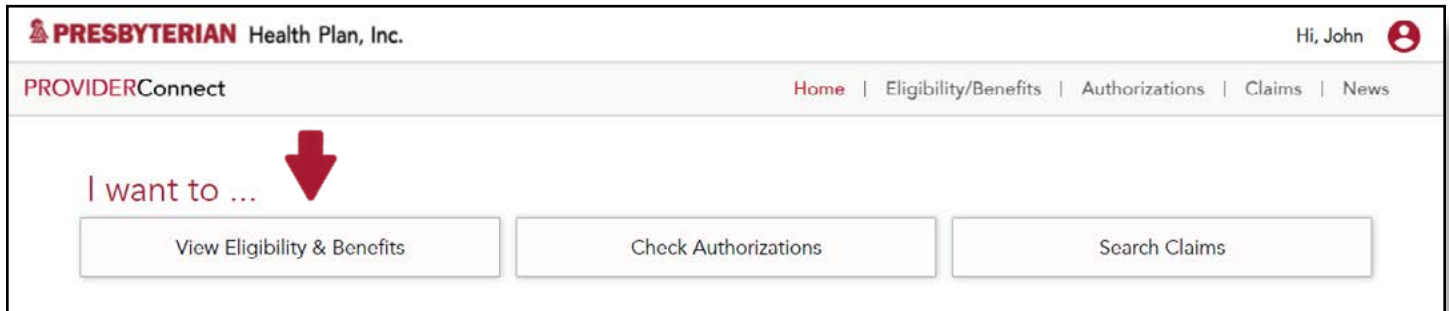 PRESBYTERIAN Health Plan, Inc.
Hi, John
PROVIDERConnect
Home | Eligibility/Benefits | Authorizations | Claims | News
I want to ...
View Eligibility & Benefits
Check Authorizations
Search Claims